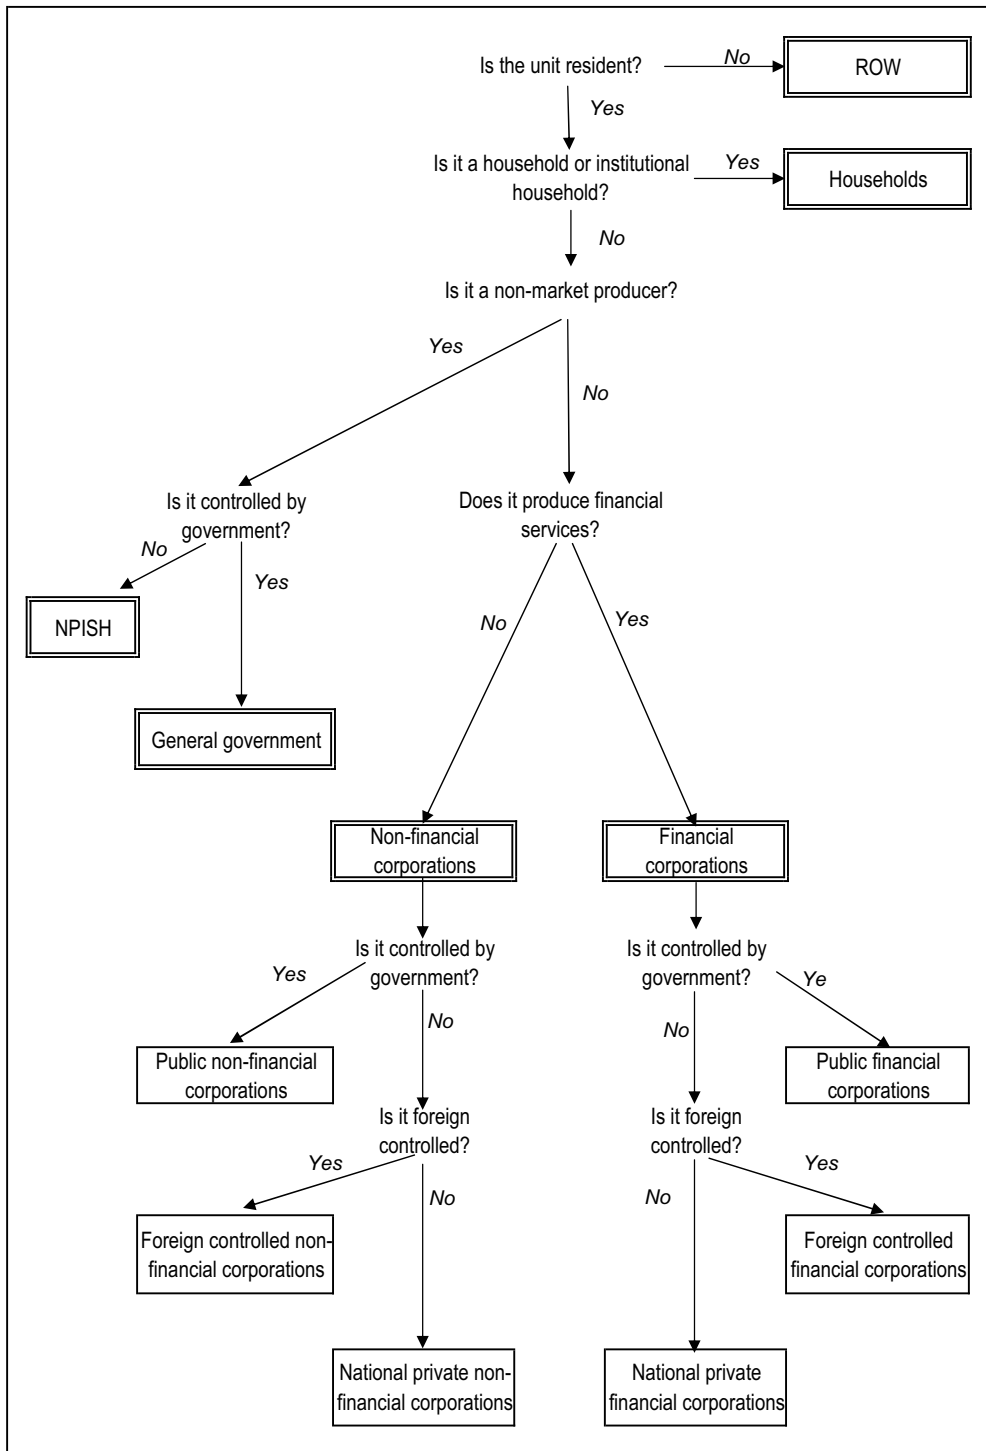 Is the unit resident?
No
ROW
Yes
Is it a household or institutional
household?
Yes
Households
No
Is it a non-market producer?
Yes
No
Is it controlled by
government?
Does it produce financial
services?
No
Yes
NPISH
No
Yes
General government
Non-financial
corporations
Financial
corporations
Is it controlled by
government?
Is it controlled by
government?
Yes
No
No
Ye
Public non-financial
corporations
Public financial
corporations
Is it foreign
controlled?
Is it foreign
controlled?
Yes
No
No
Yes
Foreign controlled non-
financial corporations
Foreign controlled
financial corporations
National private non-
financial corporations
National private
financial corporations